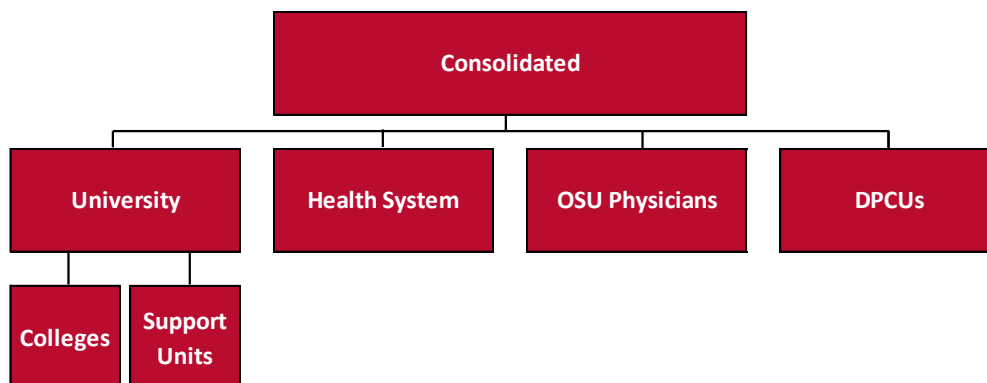 Consolidated
University
Health System
OSU Physicians
DPCUs
Colleges
Support
Units